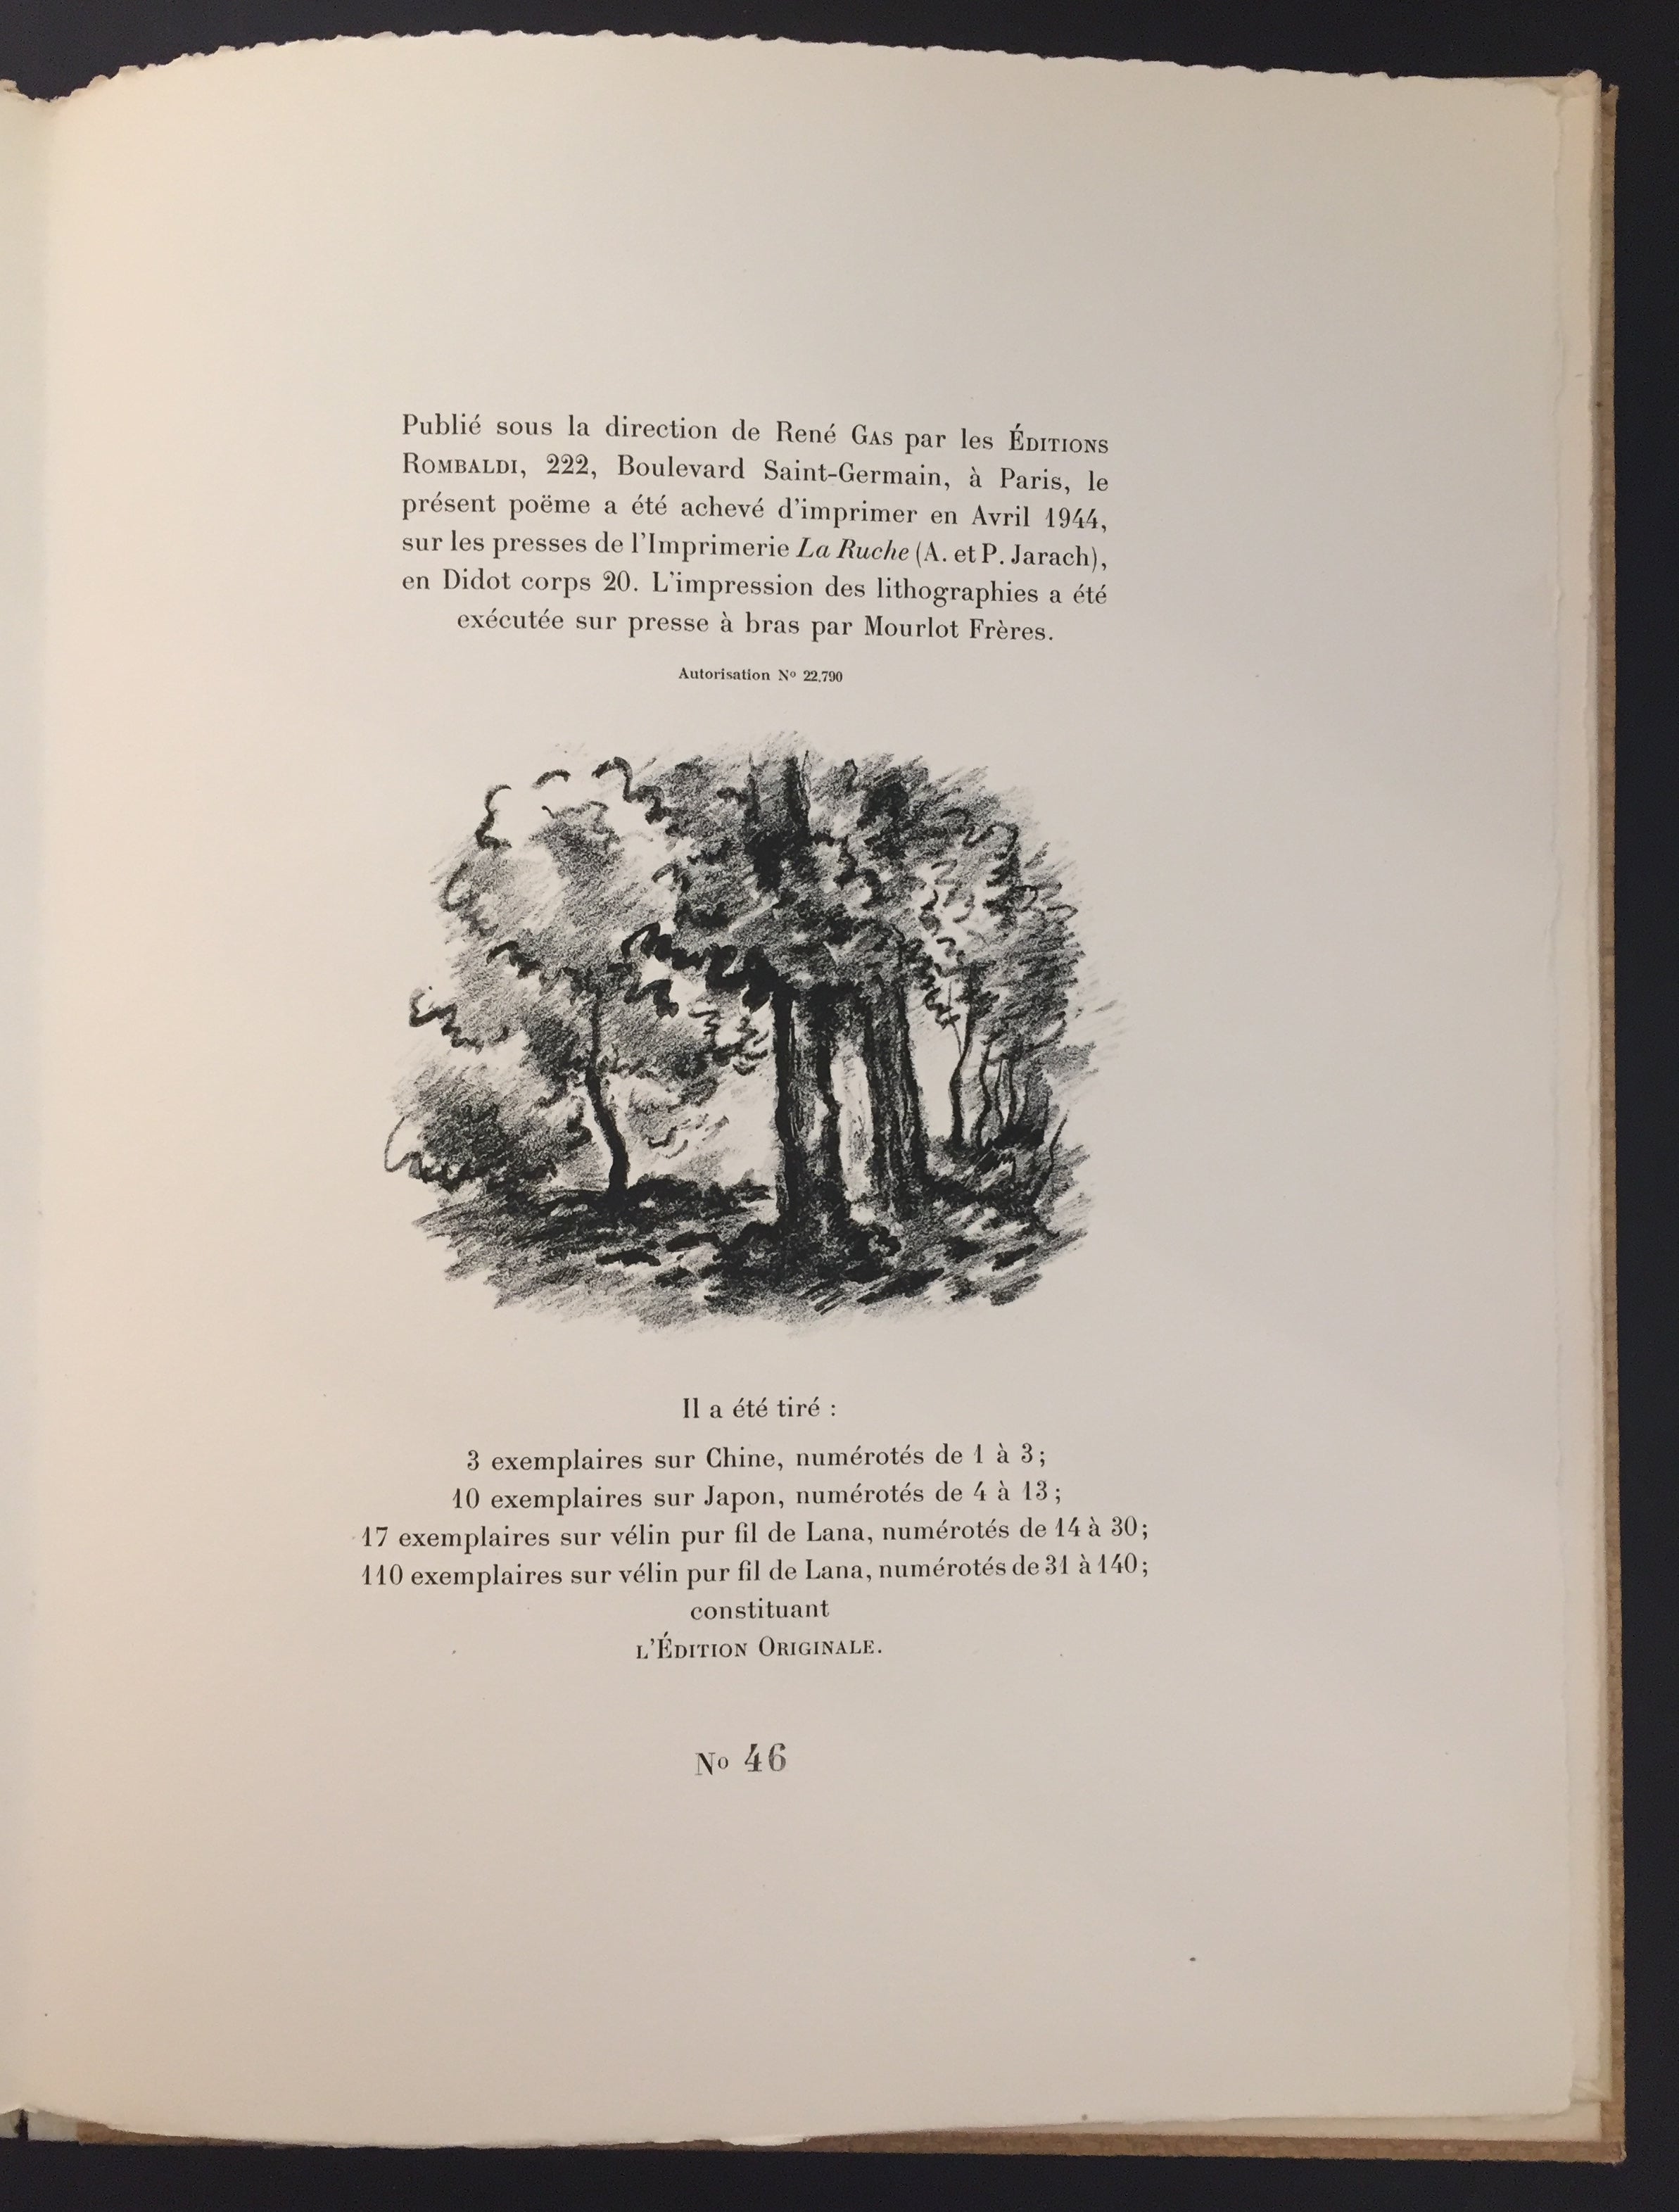 Publié sous la direction de René GAS par les ÉDITIONS
ROMBALDI, 222, Boulevard Saint-Germain, à Paris, le
présent poëme a été achevé d'imprimer en Avril 1944,
sur les presses de l'Imprimerie La Ruche (A. et P. Jarach),
en Didot corps 20. L'impression des lithographies a été
exécutée sur presse à bras par Mourlot Frères.
Autorisation No 22.790
Il a été tiré :
3 exemplaires sur Chine, numérotés de 1 à 3 ;
10 exemplaires sur Japon, numérotés de 4 à 13 ;
17 exemplaires sur vélin pur fil de Lana, numérotés de 14 à 30 ;
110 exemplaires sur vélin pur fil de Lana, numérotés de 31 à 140 ;
constituant
L'ÉDITION ORIGINALE.
No 46